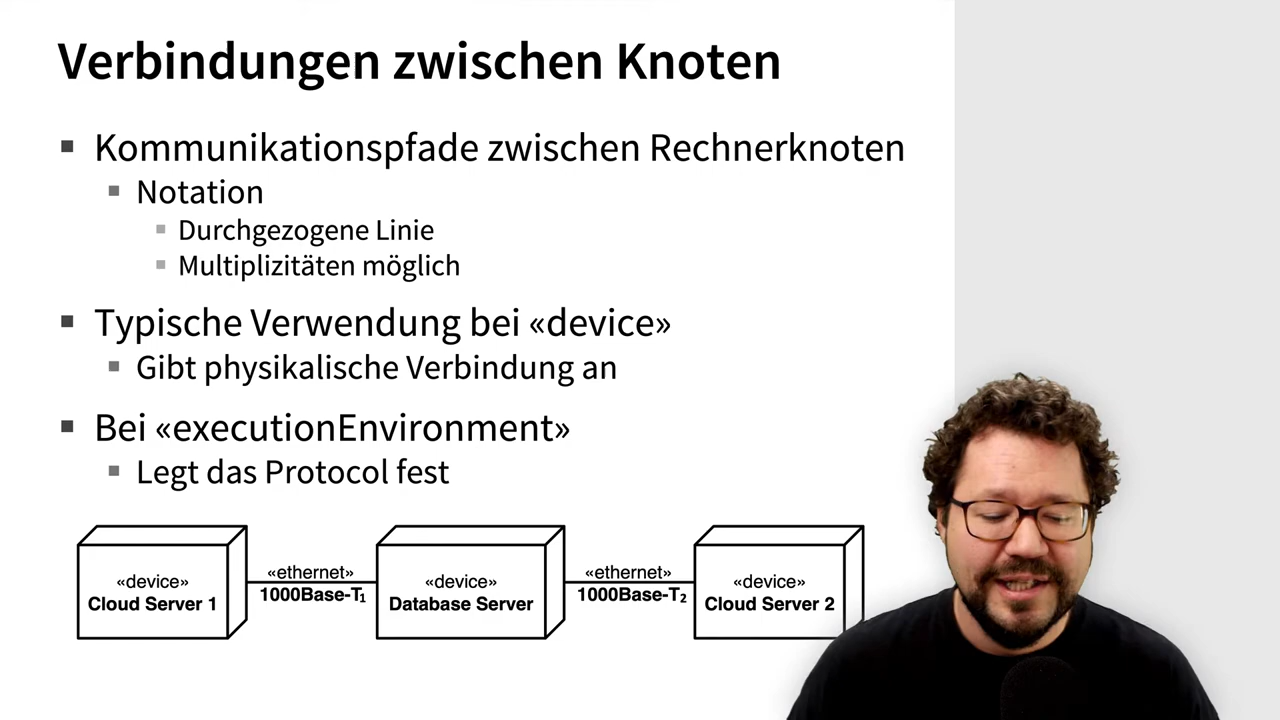 Verbindungen zwischen Knoten
Kommunikationspfade zwischen Rechnerknoten
Notation
Durchgezogene Linie
Multiplizitäten möglich
Typische Verwendung bei «device»
Gibt physikalische Verbindung an
Bei «executionEnvironment»
Legt das Protocol fest
«device»
Cloud Server 1
«ethernet»
1000Base-T₁
«device»
Database Server
«ethernet»
1000Base-T₂
«device»
Cloud Server 2